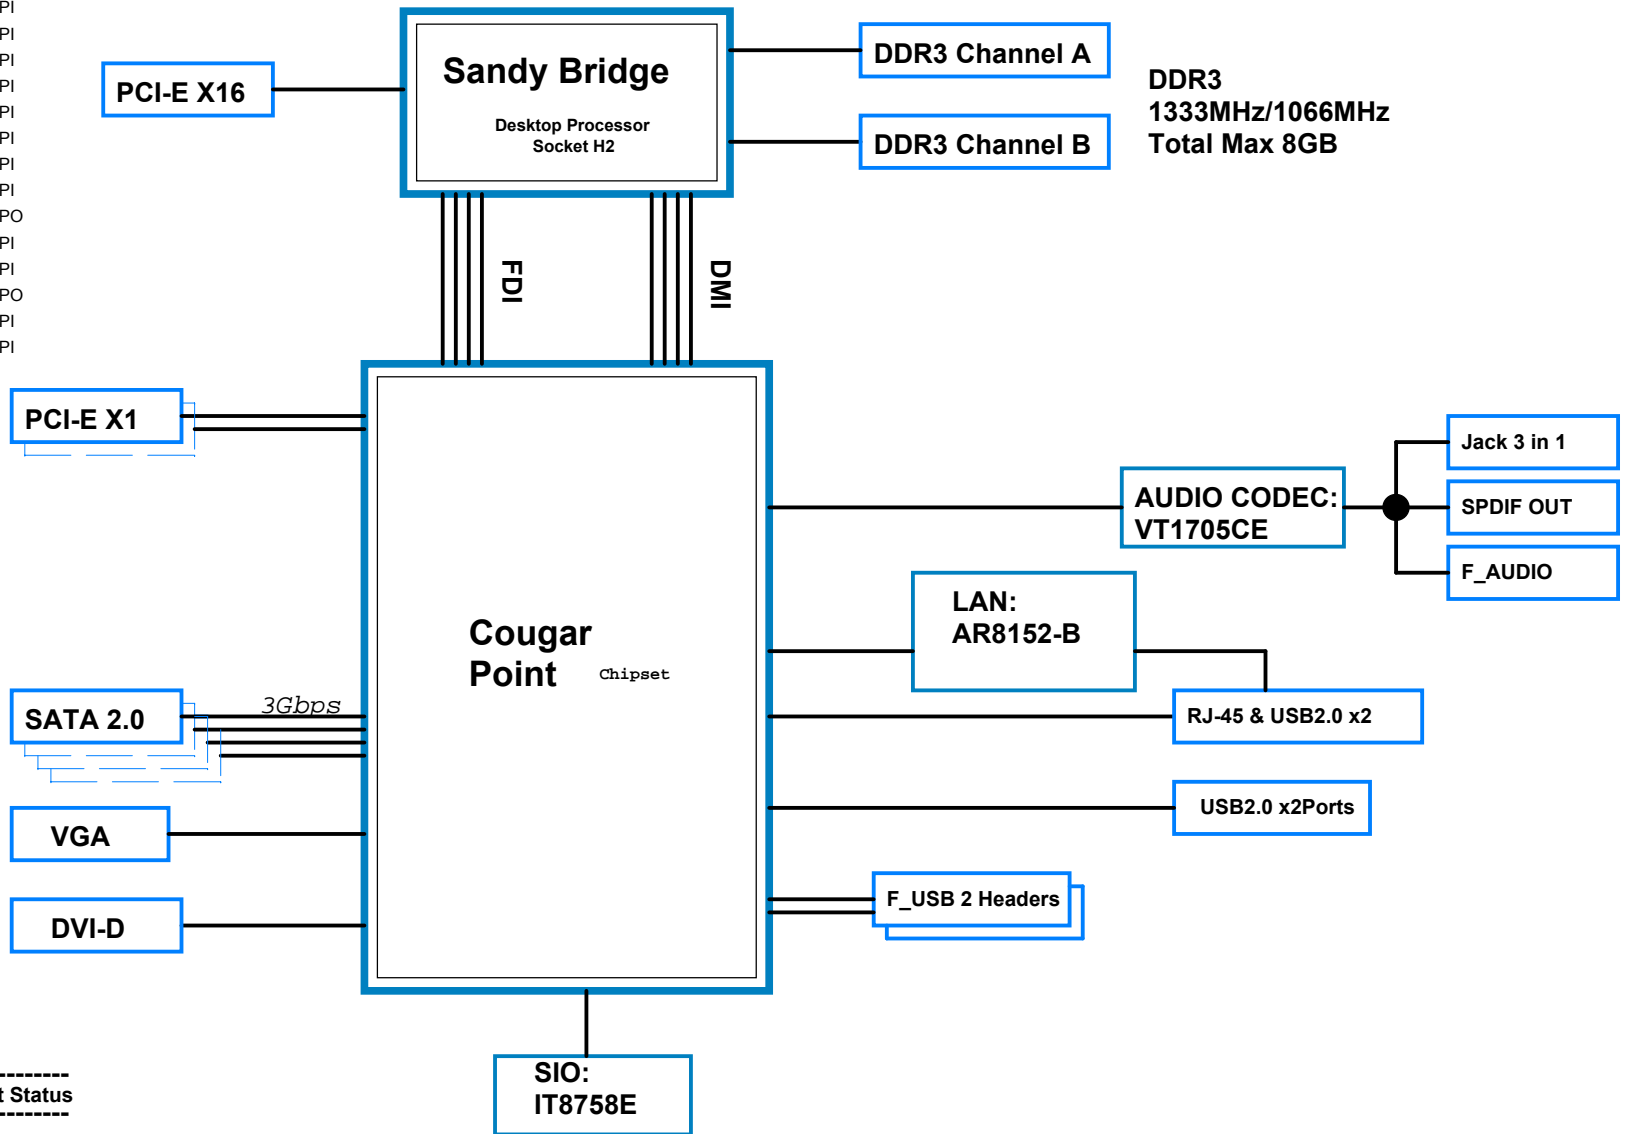 PI
PI
PI
PI
PI
PI
PI
PI
PO
PI
PI
PO
PI
PI
Sandy Bridge
Desktop Processor
Socket H2
PCI-E X16
DDR3 Channel A
DDR3 Channel B
DDR3
1333MHz/1066MHz
Total Max 8GB
FDI
DMI
PCI-E X1
Jack 3 in 1
AUDIO CODEC:
VT1705CE
SPDIF OUT
F_AUDIO
LAN:
AR8152-B
Cougar
Point
Chipset
3Gbps
SATA 2.0
RJ-45 & USB2.0 x2
USB2.0 x2Ports
VGA
F_USB 2 Headers
DVI-D
SIO:
IT8758E
---------
t Status
---------